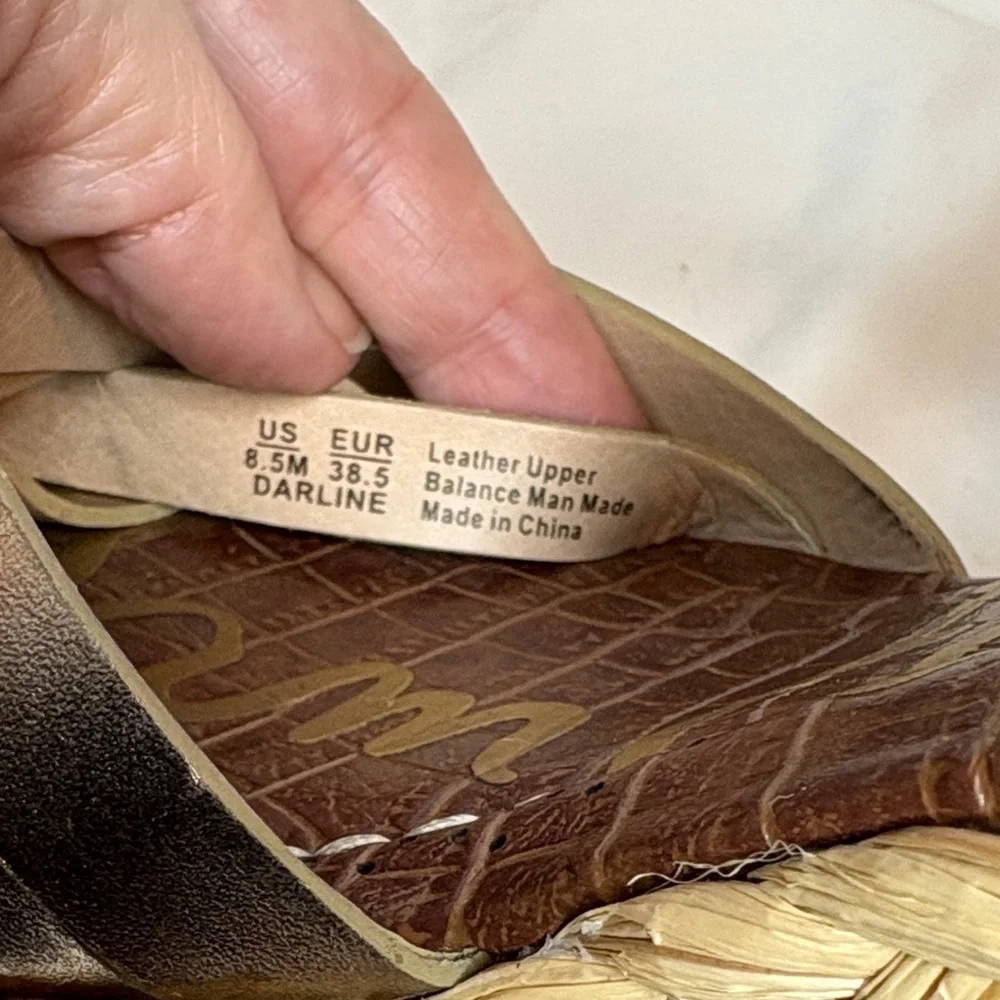 US EUR
8.5M 38.5
DARLINE
Leather Upper
Balance Man Made
Made in China